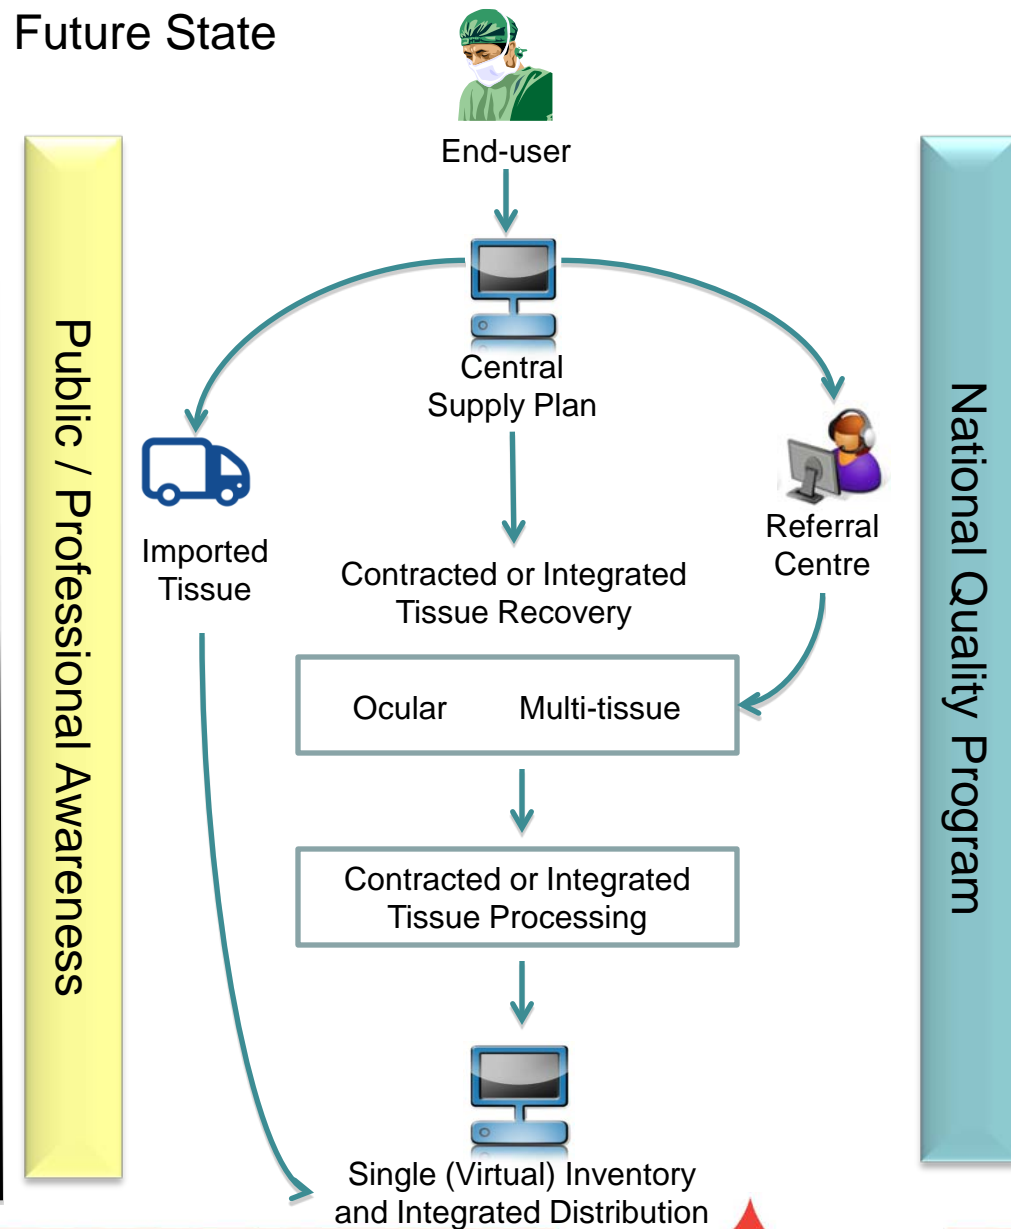 Future State
End-user
Central
Supply Plan
Imported
Tissue
Referral
Centre
Contracted or Integrated
Tissue Recovery
Ocular Multi-tissue
Contracted or Integrated
Tissue Processing
Single (Virtual) Inventory
and Integrated Distribution
Public / Professional Awareness
National Quality Program